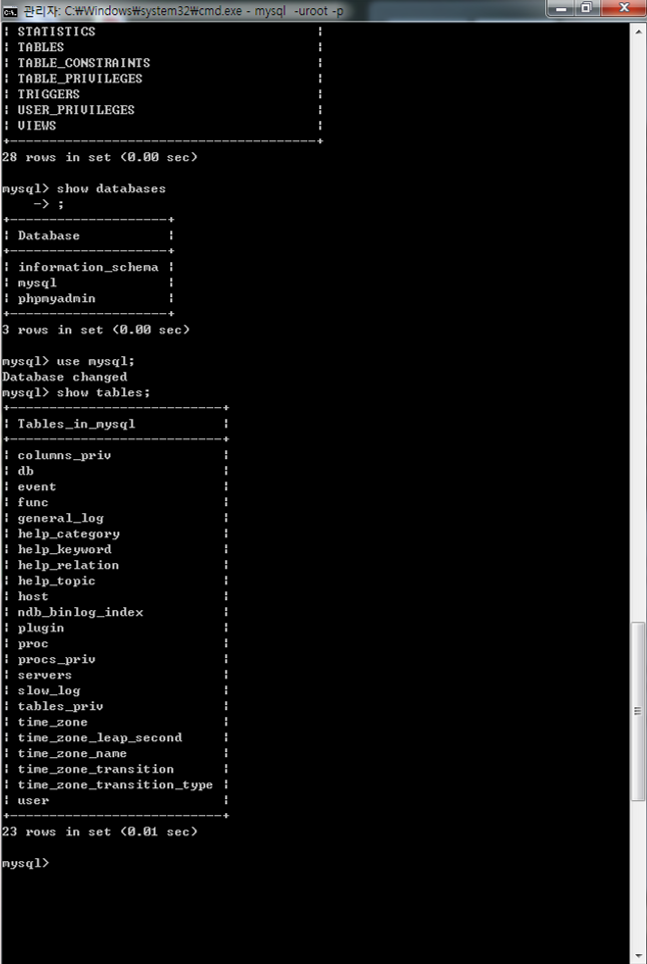 관리자: C:₩Windows₩system32₩cmd.exe - mysql -uroot -p
| STATISTICS |
| TABLES |
| TABLE_CONSTRAINTS |
| TABLE_PRIVILEGES |
| TRIGGERS |
| USER_PRIVILEGES |
| VIEWS |
+---------------------------------------+
28 rows in set (0.00 sec)
mysql> show databases
-> ;
+--------------------+
| Database |
+--------------------+
| information_schema |
| mysql |
| phpmyadmin |
+--------------------+
3 rows in set (0.00 sec)
mysql> use mysql;
Database changed
mysql> show tables;
+---------------------------+
| Tables_in_mysql |
+---------------------------+
| columns_priv |
| db |
| event |
| func |
| general_log |
| help_category |
| help_keyword |
| help_relation |
| help_topic |
| host |
| ndb_binlog_index |
| plugin |
| proc |
| procs_priv |
| servers |
| slow_log |
| tables_priv |
| time_zone |
| time_zone_leap_second |
| time_zone_name |
| time_zone_transition |
| time_zone_transition_type |
| user |
+---------------------------+
23 rows in set (0.01 sec)
mysql>